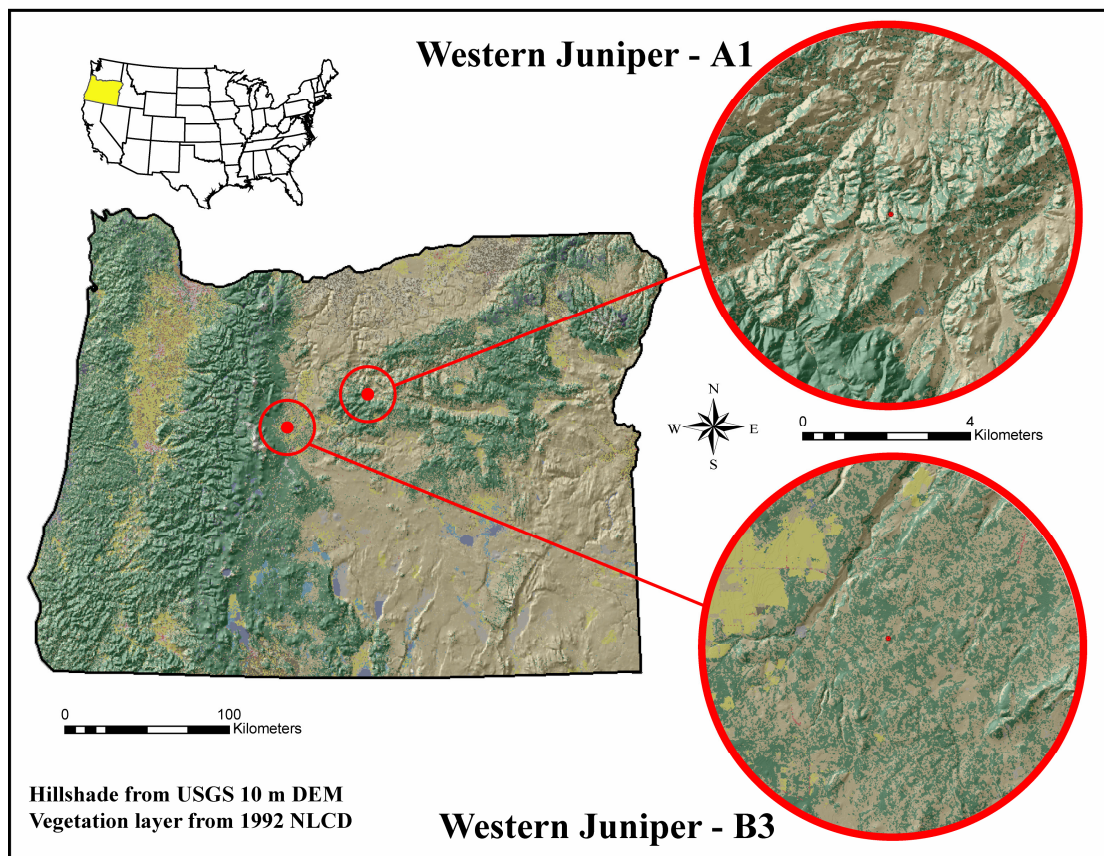 Western Juniper - A1
N
W E
S
0 4
Kilometers
0 100
Kilometers
Hillshade from USGS 10 m DEM
Vegetation layer from 1992 NLCD
Western Juniper - B3